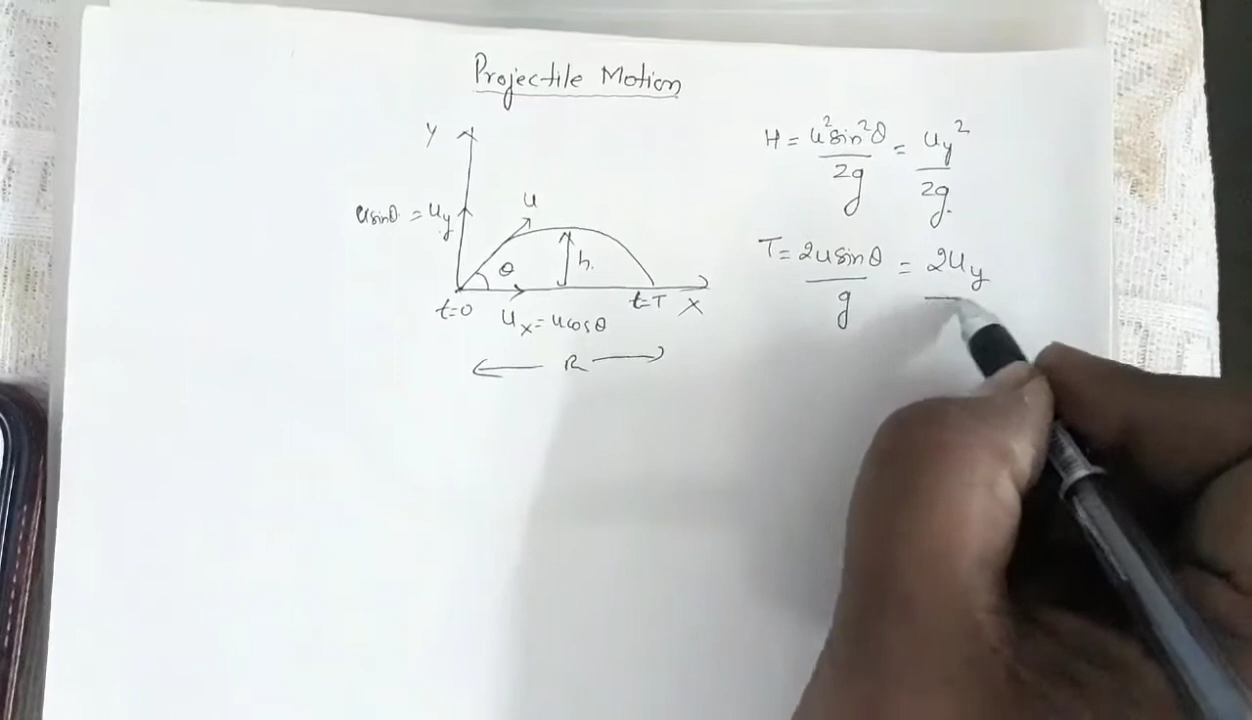 Projectile Motion
Y
usinθ = uy
u
θ
h.
t=0
t=T
X
ux = ucosθ
R
H = u²sin²θ/2g = uy²/2g.
T = 2usinθ/g = 2uy